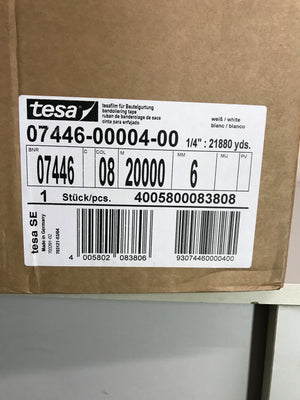 tesa
tesafilm für Beutelgurtung
bandoliering tape
ruban de banderolage de sacs
cinta para enfajado
weiß / white
blanc / blanco
07446-00004-00
1/4" : 21880 yds.
BNR C COL M MM MU PU
07446 08 20000 6
1 Stück/pcs. 4005800083808
tesa SE
Made in Germany
4 005802 083806
93074460000400